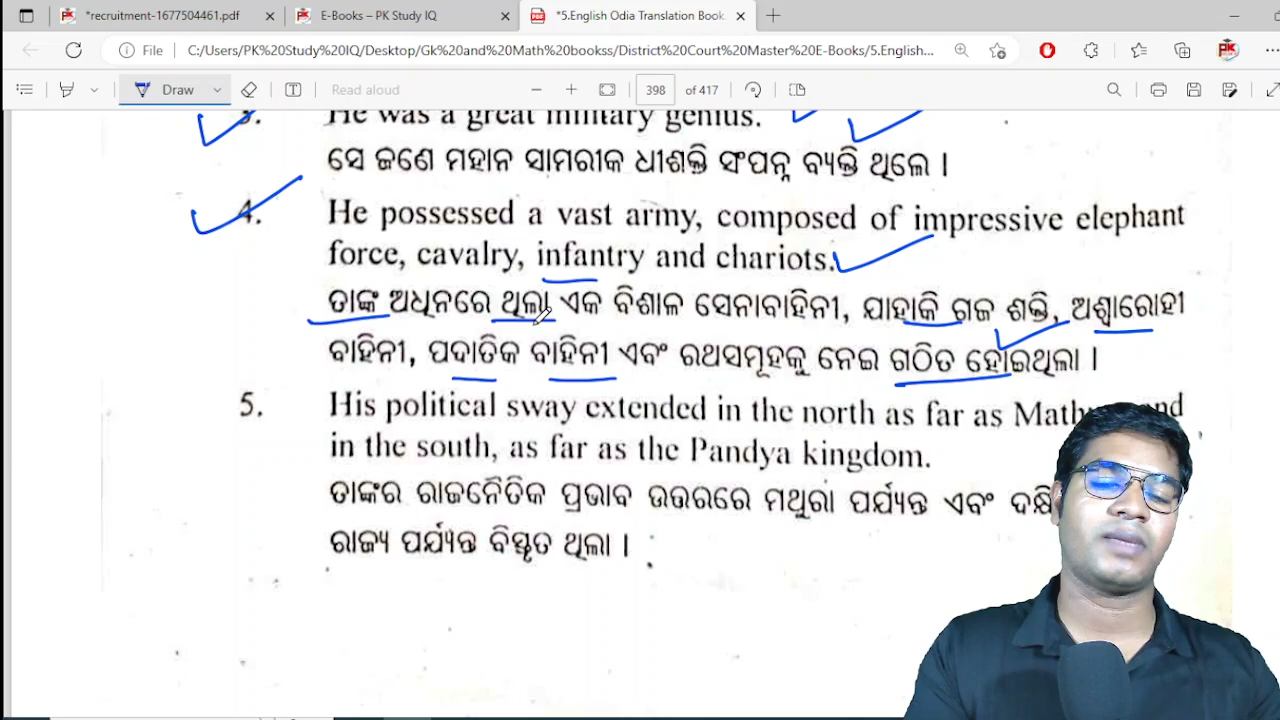 *recruitment-1677504461.pdf
E-Books – PK Study IQ
*5.English Odia Translation Book.
File
C:/Users/PK%20Study%20IQ/Desktop/Gk%20and%20Math%20bookss/District%20Court%20Master%20E-Books/5.English...
Draw
Read aloud
398 of 417
3. He was a great military genius.
ସେ ଜଣେ ମହାନ ସାମରୀକ ଧୀଶକ୍ତି ସଂପନ୍ନ ବ୍ୟକ୍ତି ଥିଲେ ।
4. He possessed a vast army, composed of impressive elephant
force, cavalry, infantry and chariots.
ତାଙ୍କ ଅଧିନରେ ଥିଲା ଏକ ବିଶାଳ ସେନାବାହିନୀ, ଯାହାକି ଗଜ ଶକ୍ତି, ଅଶ୍ୱାରୋହୀ
ବାହିନୀ, ପଦାତିକ ବାହିନୀ ଏବଂ ରଥସମୂହକୁ ନେଇ ଗଠିତ ହୋଇଥିଲା ।
5. His political sway extended in the north as far as
in the south, as far as the Pandya kingdom.
ତାଙ୍କର ରାଜନୈତିକ ପ୍ରଭାବ ଉତ୍ତରରେ ମଥୁରା ପର୍ଯ୍ୟନ୍ତ ଏବଂ
ରାଜ୍ୟ ପର୍ଯ୍ୟନ୍ତ ବିସ୍ତୃତ ଥିଲା ।